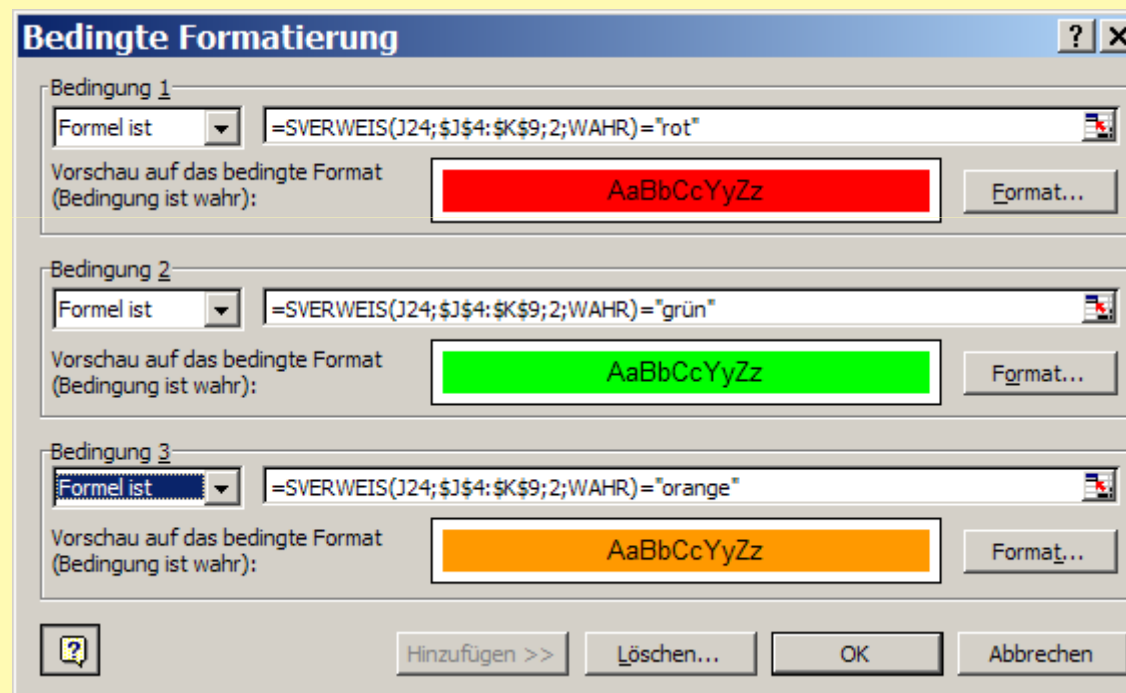 Bedingte Formatierung
Bedingung 1
Formel ist =SVERWEIS(J24;$J$4:$K$9;2;WAHR)="rot"
Vorschau auf das bedingte Format
(Bedingung ist wahr):
AaBbCcYyZz
Format...
Bedingung 2
Formel ist =SVERWEIS(J24;$J$4:$K$9;2;WAHR)="grün"
Vorschau auf das bedingte Format
(Bedingung ist wahr):
AaBbCcYyZz
Format...
Bedingung 3
Formel ist =SVERWEIS(J24;$J$4:$K$9;2;WAHR)="orange"
Vorschau auf das bedingte Format
(Bedingung ist wahr):
AaBbCcYyZz
Format...
Hinzufügen >> Löschen... OK Abbrechen